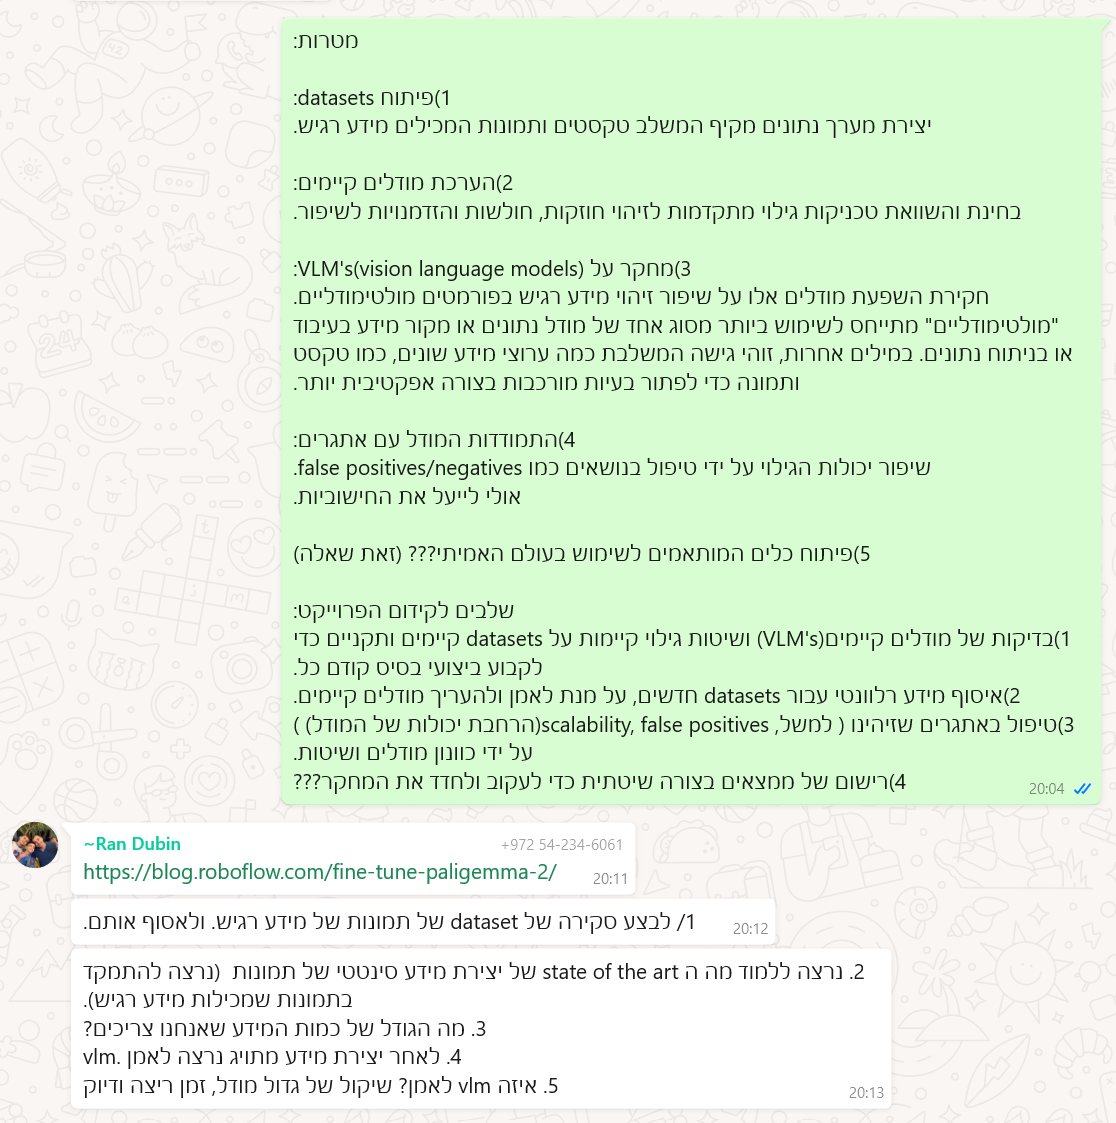 מטרות:
1)פיתוח datasets:
יצירת מערך נתונים מקיף המשלב טקסטים ותמונות המכילים מידע רגיש.
2)הערכת מודלים קיימים:
בחינת והשוואת טכניקות גילוי מתקדמות לזיהוי חוזקות, חולשות והזדמנויות לשיפור.
3)מחקר על VLM's(vision language models):
חקירת השפעת מודלים אלו על שיפור זיהוי מידע רגיש בפורמטים מולטימודליים.
"מולטימודליים" מתייחס לשימוש ביותר מסוג אחד של מודל נתונים או מקור מידע בעיבוד
או בניתוח נתונים. במילים אחרות, זוהי גישה המשלבת כמה ערוצי מידע שונים, כמו טקסט
ותמונה כדי לפתור בעיות מורכבות בצורה אפקטיבית יותר.
4)התמודדות המודל עם אתגרים:
שיפור יכולות הגילוי על ידי טיפול בנושאים כמו false positives/negatives.
אולי לייעל את החישוביות.
5)פיתוח כלים המותאמים לשימוש בעולם האמיתי??? (זאת שאלה)
שלבים לקידום הפרוייקט:
1)בדיקות של מודלים קיימים(VLM's) ושיטות גילוי קיימות על datasets קיימים ותקניים כדי
לקבוע ביצועי בסיס קודם כל.
2)איסוף מידע רלוונטי עבור datasets חדשים, על מנת לאמן ולהעריך מודלים קיימים.
3)טיפול באתגרים שזיהינו ( למשל, scalability, false positives(הרחבת יכולות של המודל) )
על ידי כוונון מודלים ושיטות.
4)רישום של ממצאים בצורה שיטתית כדי לעקוב ולחדד את המחקר???
20:04
~Ran Dubin +972 54-234-6061
https://blog.roboflow.com/fine-tune-paligemma-2/ 20:11
1/ לבצע סקירה של dataset של תמונות של מידע רגיש. ולאסוף אותם.
20:12
2. נרצה ללמוד מה ה state of the art של יצירת מידע סינטטי של תמונות (נרצה להתמקד
בתמונות שמכילות מידע רגיש).
3. מה הגודל של כמות המידע שאנחנו צריכים?
4. לאחר יצירת מידע מתויג נרצה לאמן vlm.
5. איזה vlm לאמן? שיקול של גדול מודל, זמן ריצה ודיוק
20:13